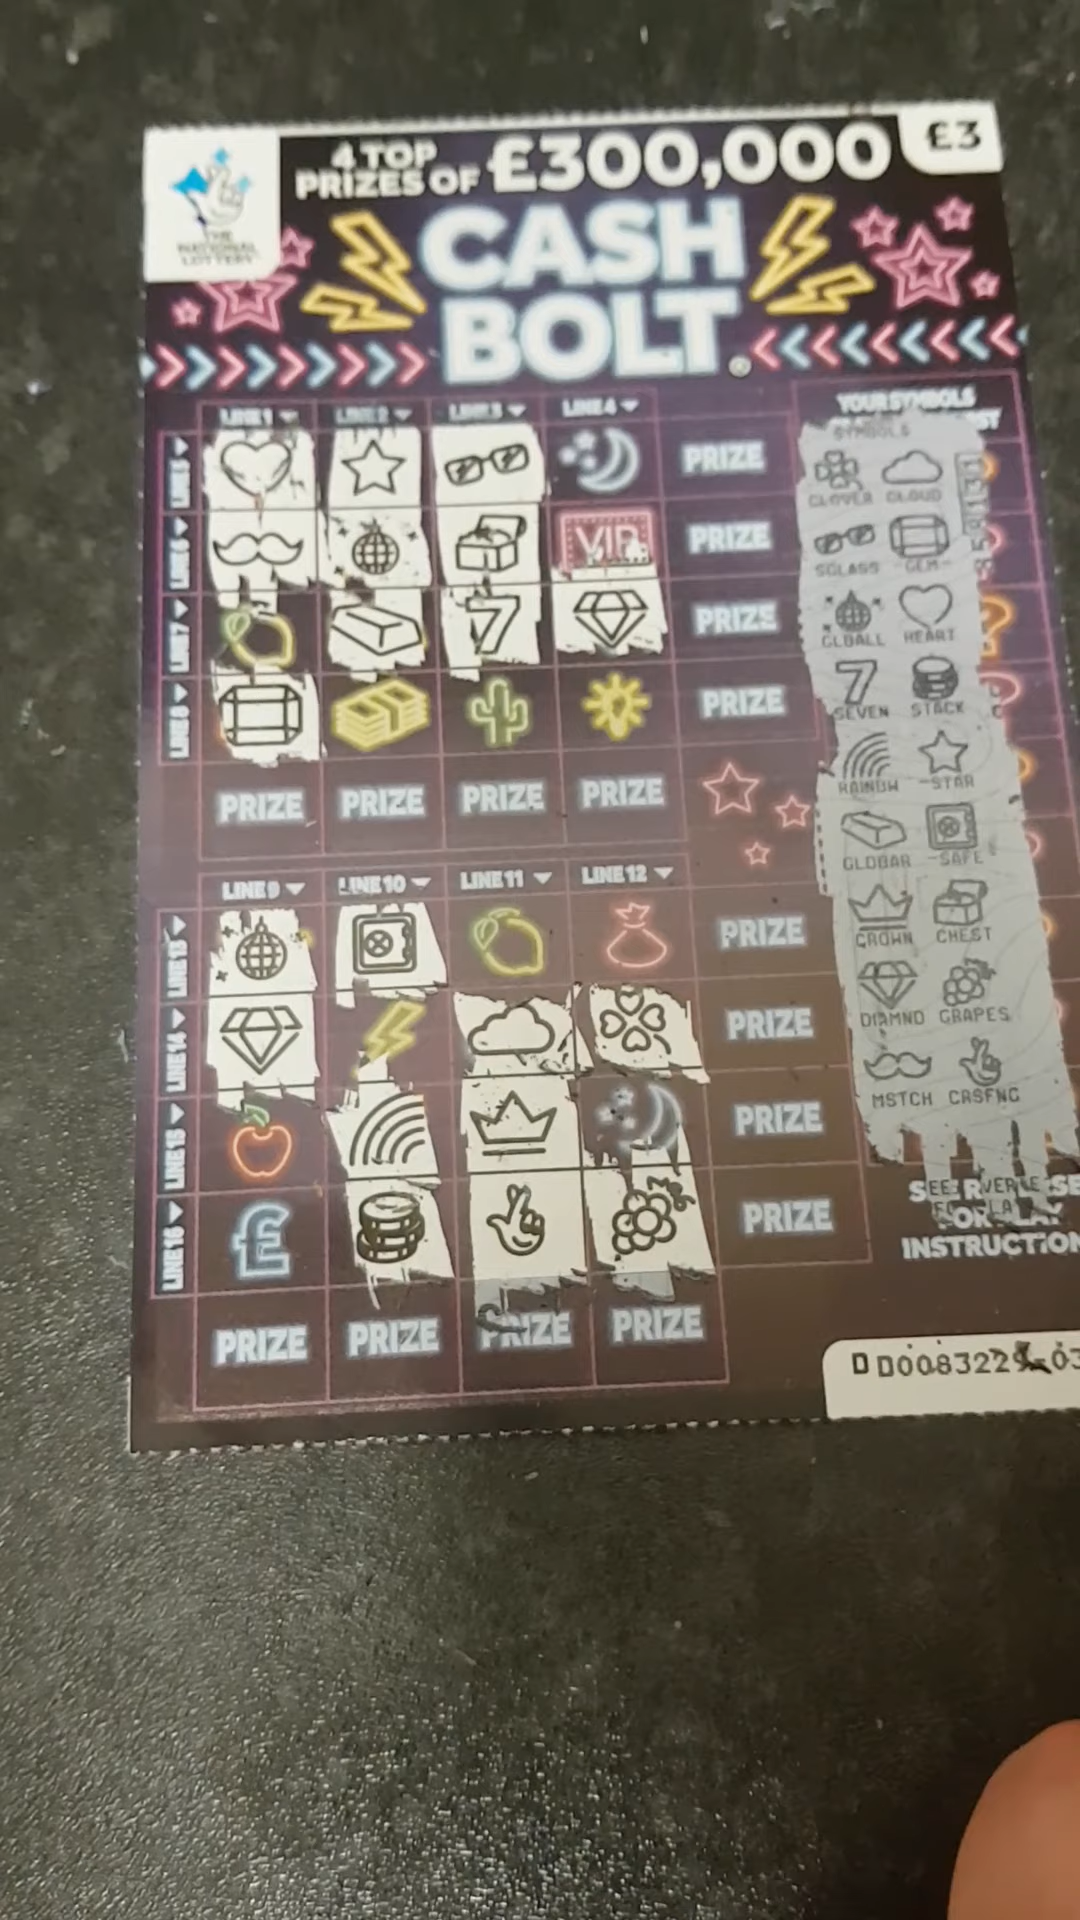 4 TOP PRIZES OF £300,000
£3
THE NATIONAL LOTTERY
CASH
BOLT
LINE 1 LINE 2 LINE 3 LINE 4
YOUR SYMBOLS
SYMBOLS
LINE 5
PRIZE
CLOVER CLOUD
LINE 6
VIP
PRIZE
SGLASS GEM
LINE 7
7
PRIZE
GLBALL HEART
LINE 8
PRIZE
7
SEVEN STACK
PRIZE PRIZE PRIZE PRIZE
RAINBW STAR
GLDBAR SAFE
LINE 9 LINE 10 LINE 11 LINE 12
LINE 13
PRIZE
CROWN CHEST
LINE 14
PRIZE
DIAMND GRAPES
LINE 15
PRIZE
MSTCH CRSFNG
LINE 16
£
PRIZE
INSTRUCTION
PRIZE PRIZE PRIZE PRIZE